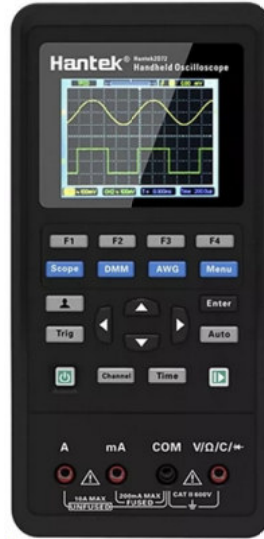 Hantek® Hantek2D72
Handheld Oscilloscope
F1 F2 F3 F4
Scope DMM AWG Menu
Enter
Trig Auto
Channel Time
A mA COM V/Ω/C/
10A MAX 200mA MAX CAT II 600V
UNFUSED FUSED